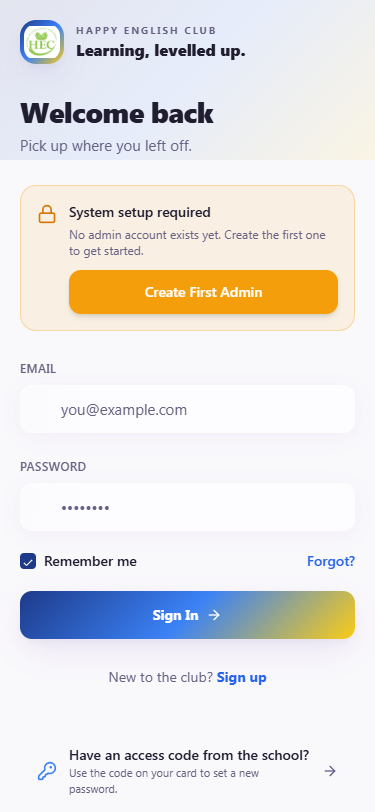 HEC
HAPPY ENGLISH CLUB
Learning, levelled up.
Welcome back
Pick up where you left off.
System setup required
No admin account exists yet. Create the first one
to get started.
Create First Admin
EMAIL
you@example.com
PASSWORD
••••••••
Remember me
Forgot?
Sign In →
New to the club? Sign up
Have an access code from the school?
Use the code on your card to set a new
password.